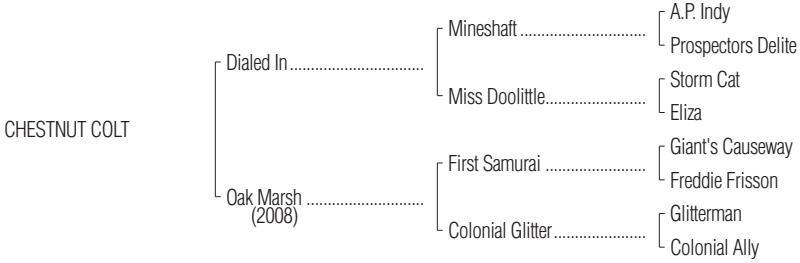 A.P. Indy
Mineshaft ..............................
Prospectors Delite
Dialed In ................................
Storm Cat
Miss Doolittle ........................
Eliza
CHESTNUT COLT
Giant's Causeway
First Samurai ........................
Freddie Frisson
Oak Marsh ............................
(2008)
Glitterman
Colonial Glitter ......................
Colonial Ally